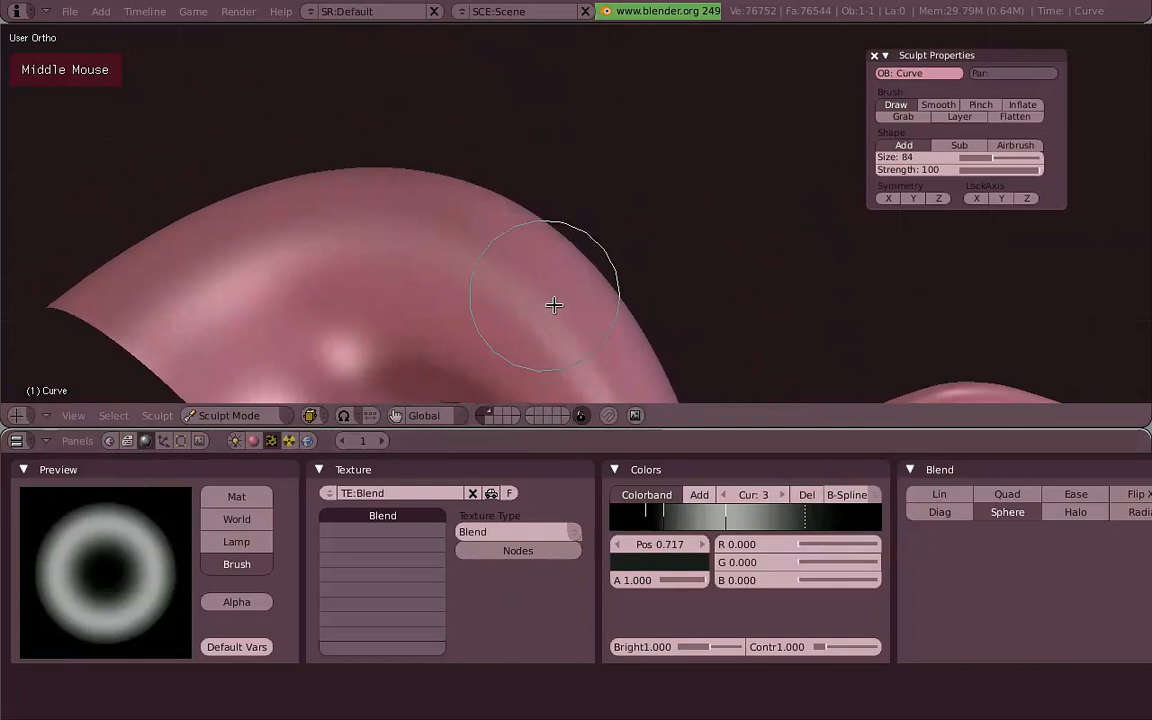 File Add Timeline Game Render Help SR:Default SCE:Scene www.blender.org 249 Ve:76752 | Fa:76544 | Ob:1-1 | La:0 | Mem:29.79M (0.64M) | Time: | Curve
User Ortho
Middle Mouse
Sculpt Properties
OB: Curve Par:
Brush
Draw Smooth Pinch Inflate
Grab Layer Flatten
Shape
Add Sub Airbrush
Size: 84
Strength: 100
Symmetry LockAxis
X Y Z X Y Z
(1) Curve
View Select Sculpt Sculpt Mode Global
Panels 1
Preview Texture Colors Blend
Mat
World
Lamp
Brush
Alpha
Default Vars
TE:Blend F
Blend
Texture Type
Blend
Nodes
Colorband Add Cur: 3 Del B-Spline
Pos 0.717 R 0.000
G 0.000
A 1.000 B 0.000
Bright1.000 Contr1.000
Lin Quad Ease Flip X
Diag Sphere Halo Radi